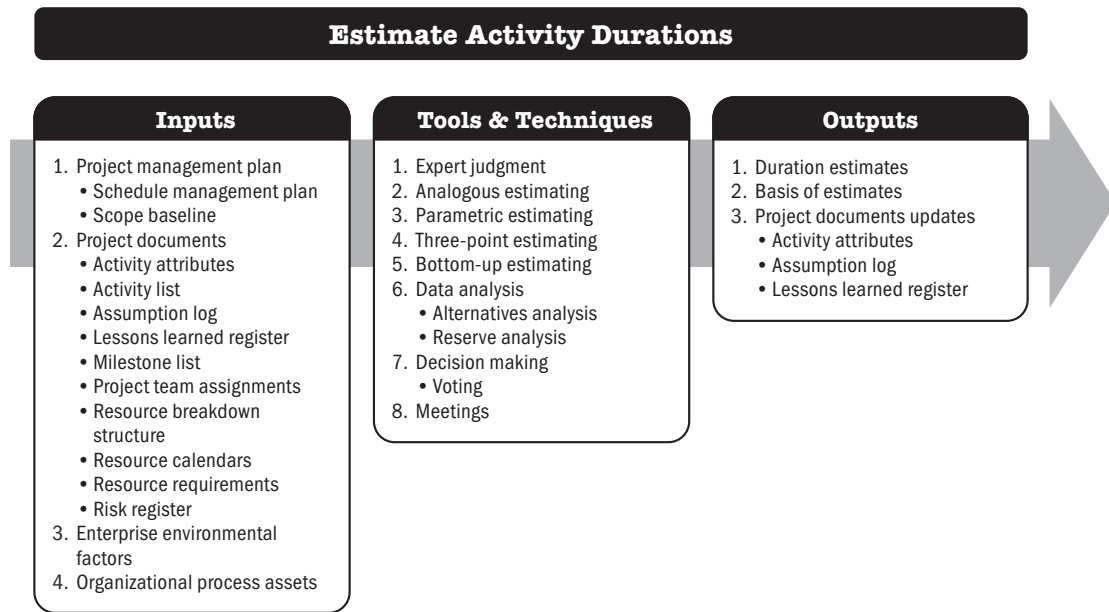 Estimate Activity Durations
Inputs
1. Project management plan
• Schedule management plan
• Scope baseline
2. Project documents
• Activity attributes
• Activity list
• Assumption log
• Lessons learned register
• Milestone list
• Project team assignments
• Resource breakdown
structure
• Resource calendars
• Resource requirements
• Risk register
3. Enterprise environmental
factors
4. Organizational process assets
Tools & Techniques
1. Expert judgment
2. Analogous estimating
3. Parametric estimating
4. Three-point estimating
5. Bottom-up estimating
6. Data analysis
• Alternatives analysis
• Reserve analysis
7. Decision making
• Voting
8. Meetings
Outputs
1. Duration estimates
2. Basis of estimates
3. Project documents updates
• Activity attributes
• Assumption log
• Lessons learned register